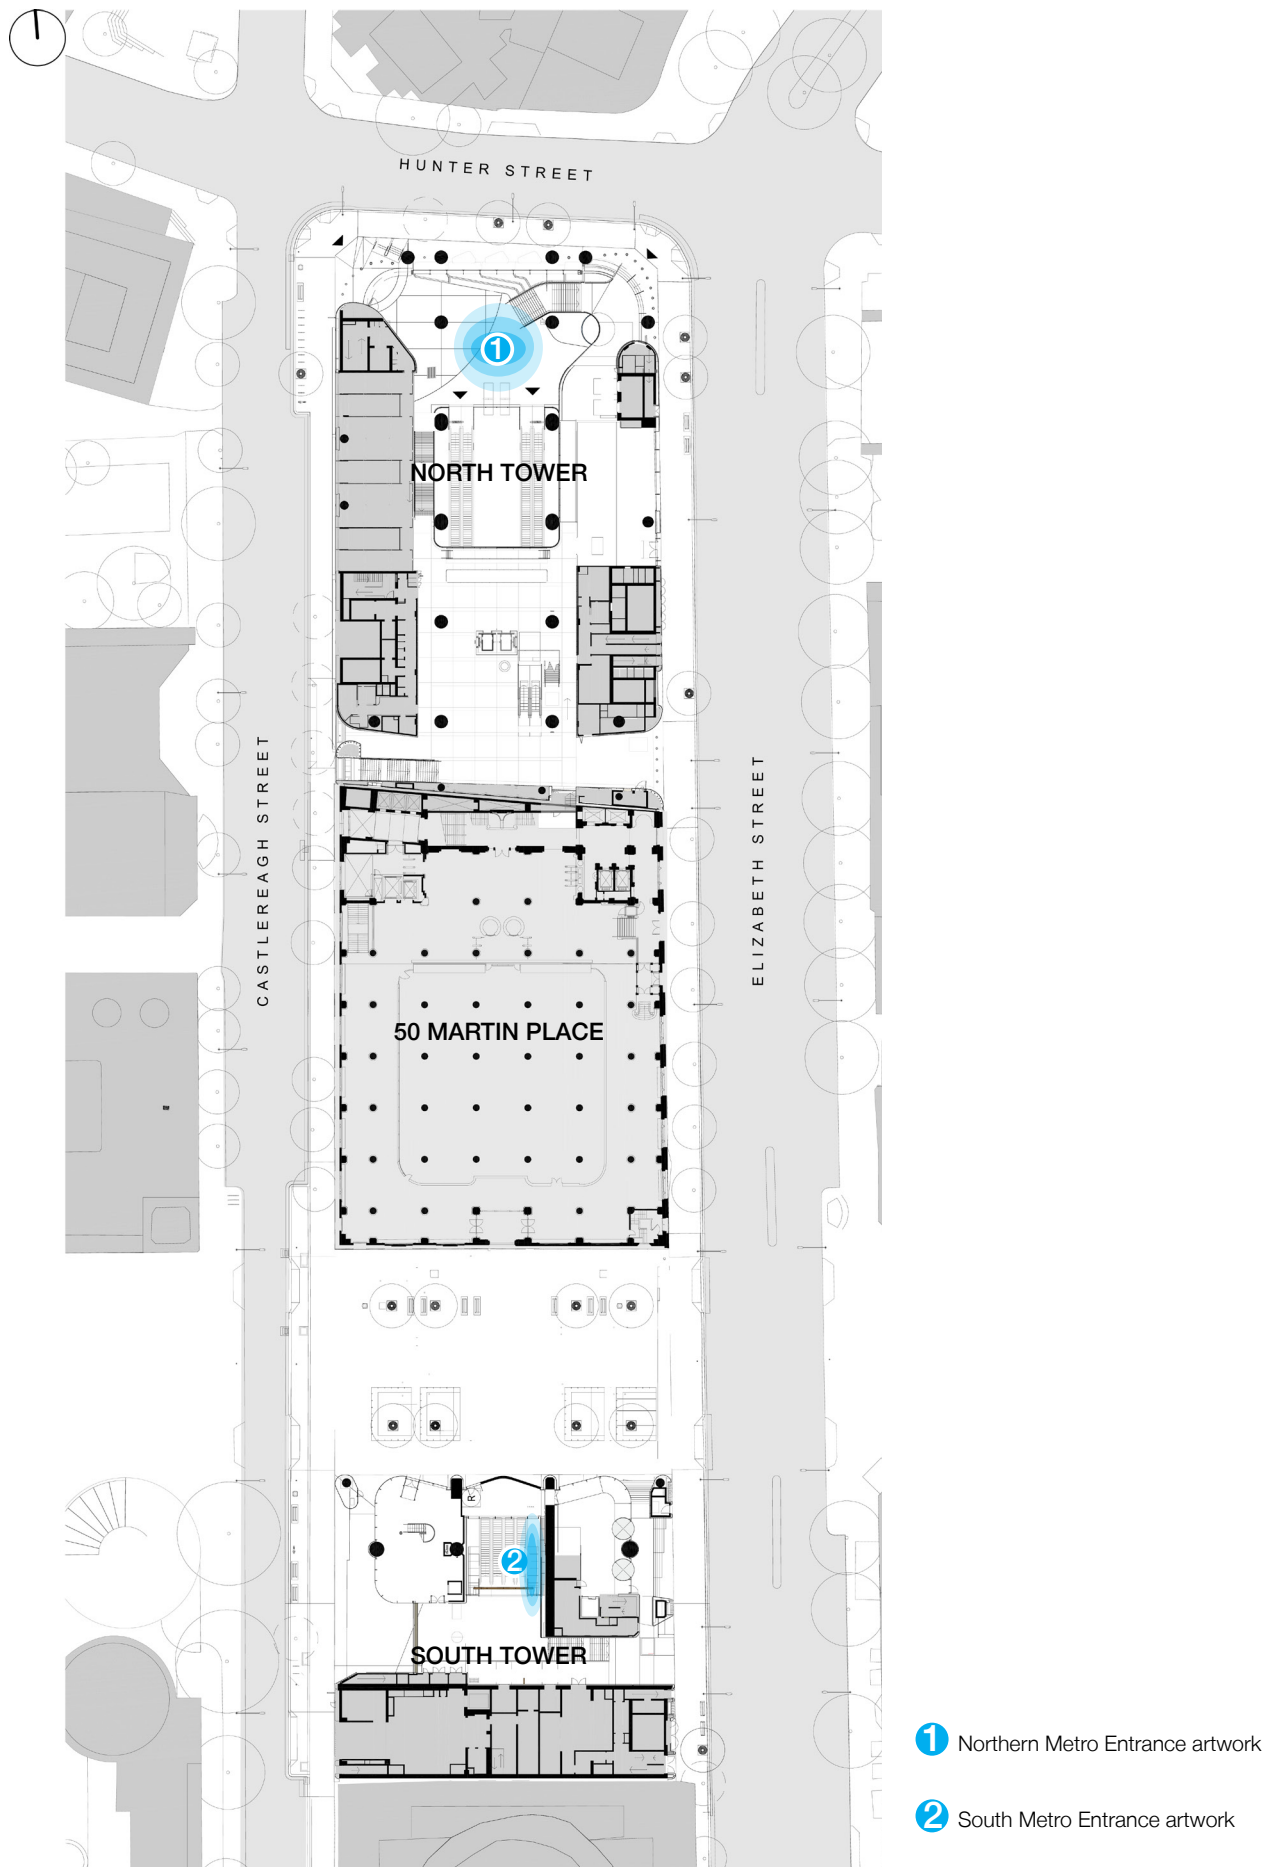 HUNTER STREET
1
NORTH TOWER
CASTLEREAGH STREET
ELIZABETH STREET
50 MARTIN PLACE
R
2
SOUTH TOWER
1 Northern Metro Entrance artwork
2 South Metro Entrance artwork